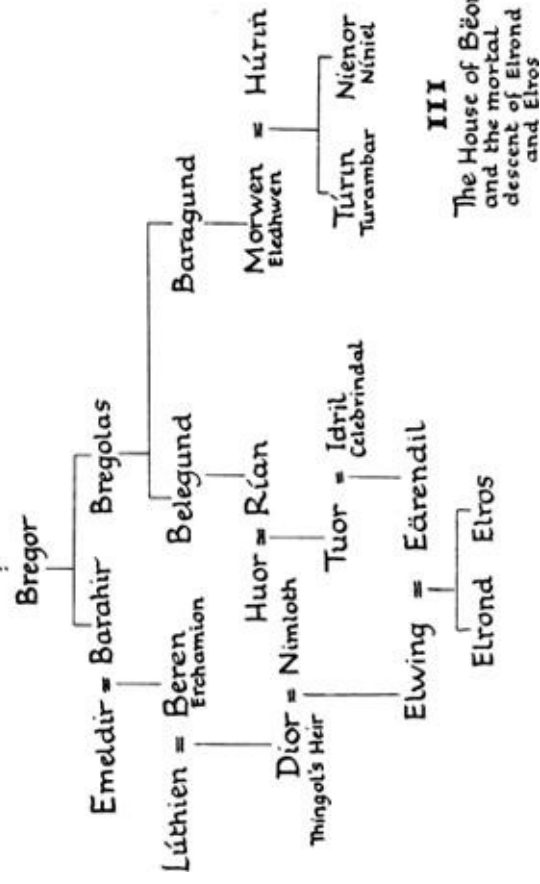 Bregor
Emeldir = Barahir Bregolas
Lúthien = Beren
Erchamion
Belegund Baragund
Dior = Nimloth
Thingol's Heir
Huor = Rían
Morwen = Húrin
Eledhwen
Tuor = Idril
Celebrindal
Túrin Nienor
Turambar Níniel
Elwing = Eärendil
Elrond Elros
III
The House of Bëor
and the mortal
descent of Elrond
and Elros